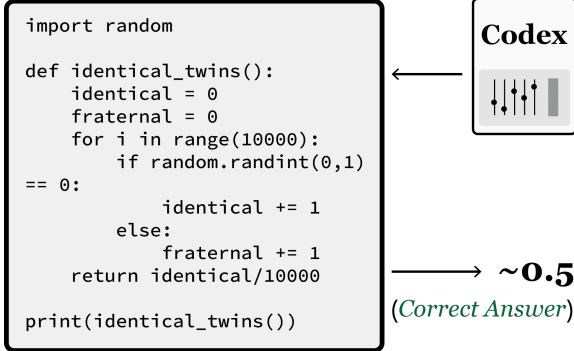 import random
def identical_twins():
    identical = 0
    fraternal = 0
    for i in range(10000):
        if random.randint(0,1)
== 0:
            identical += 1
        else:
            fraternal += 1
    return identical/10000
print(identical_twins())
Codex
~0.5
(Correct Answer)